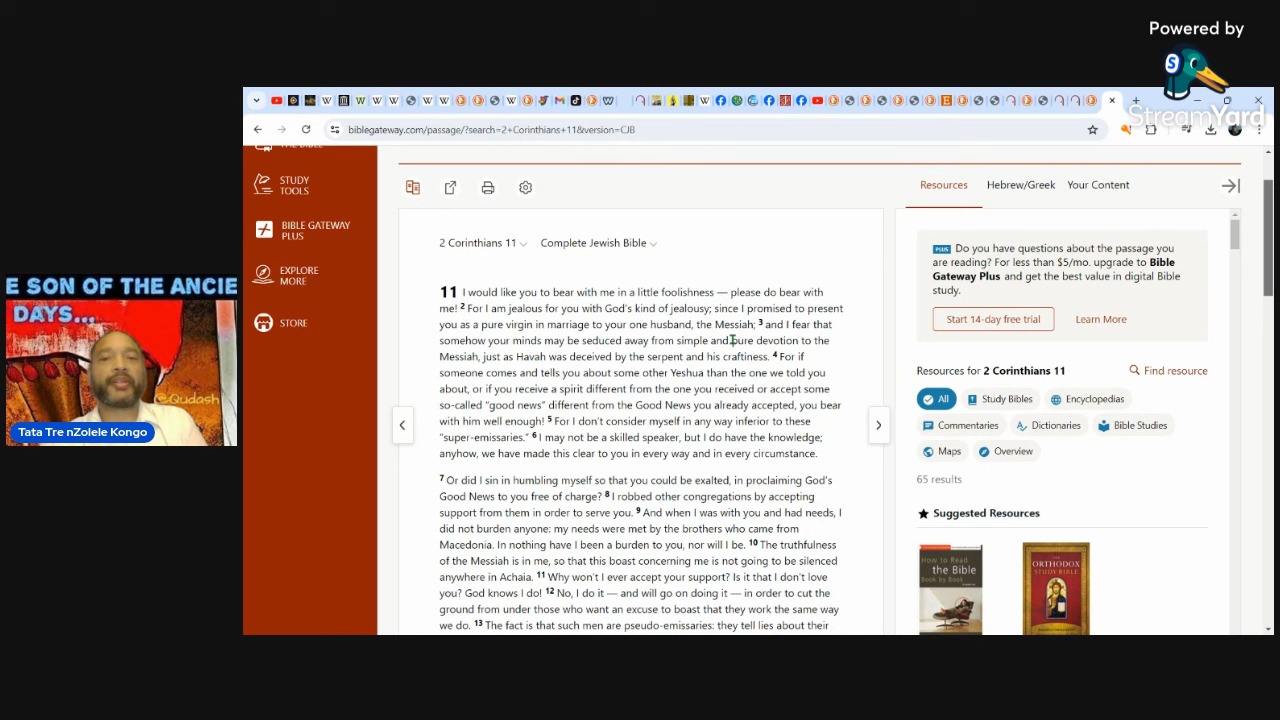 Powered by
StreamYard
biblegateway.com/passage/?search=2+Corinthians+11&version=CJB
THE BIBLE
STUDY
TOOLS
BIBLE GATEWAY
PLUS
EXPLORE
MORE
STORE
Resources
Hebrew/Greek
Your Content
2 Corinthians 11
Complete Jewish Bible
11 I would like you to bear with me in a little foolishness — please do bear with
me! 2 For I am jealous for you with God's kind of jealousy; since I promised to present
you as a pure virgin in marriage to your one husband, the Messiah; 3 and I fear that
somehow your minds may be seduced away from simple and pure devotion to the
Messiah, just as Havah was deceived by the serpent and his craftiness. 4 For if
someone comes and tells you about some other Yeshua than the one we told you
about, or if you receive a spirit different from the one you received or accept some
so-called “good news” different from the Good News you already accepted, you bear
with him well enough! 5 For I don't consider myself in any way inferior to these
“super-emissaries.” 6 I may not be a skilled speaker, but I do have the knowledge;
anyhow, we have made this clear to you in every way and in every circumstance.
7 Or did I sin in humbling myself so that you could be exalted, in proclaiming God's
Good News to you free of charge? 8 I robbed other congregations by accepting
support from them in order to serve you. 9 And when I was with you and had needs, I
did not burden anyone; my needs were met by the brothers who came from
Macedonia. In nothing have I been a burden to you, nor will I be. 10 The truthfulness
of the Messiah is in me, so that this boast concerning me is not going to be silenced
anywhere in Achaia. 11 Why won't I ever accept your support? Is it that I don't love
you? God knows I do! 12 No, I do it — and will go on doing it — in order to cut the
ground from under those who want an excuse to boast that they work the same way
we do. 13 The fact is that such men are pseudo-emissaries: they tell lies about their
PLUS Do you have questions about the passage you
are reading? For less than $5/mo. upgrade to Bible
Gateway Plus and get the best value in digital Bible
study.
Start 14-day free trial
Learn More
Resources for 2 Corinthians 11
Find resource
All
Study Bibles
Encyclopedias
Commentaries
Dictionaries
Bible Studies
Maps
Overview
65 results
Suggested Resources
How to Read
the Bible
Book by Book
THE
ORTHODOX
STUDY BIBLE
E SON OF THE ANCIE
DAYS...
@Qudash
Tata Tre nZolele Kongo